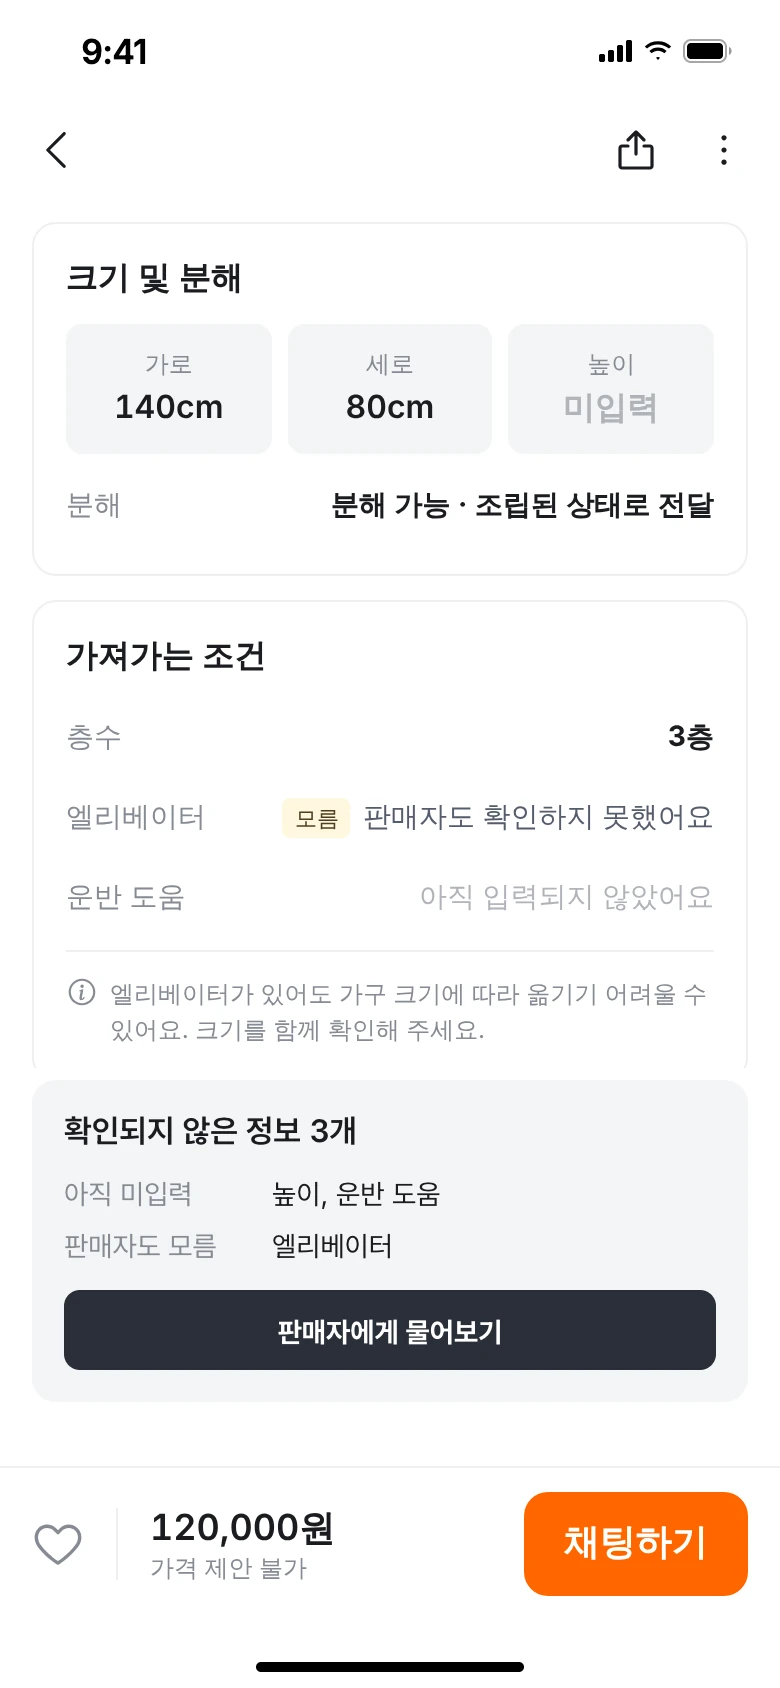 9:41
크기 및 분해
가로 세로 높이
140cm 80cm 미입력
분해 분해 가능 · 조립된 상태로 전달
가져가는 조건
층수 3층
엘리베이터 모름 판매자도 확인하지 못했어요
운반 도움 아직 입력되지 않았어요
엘리베이터가 있어도 가구 크기에 따라 옮기기 어려울 수
있어요. 크기를 함께 확인해 주세요.
확인되지 않은 정보 3개
아직 미입력 높이, 운반 도움
판매자도 모름 엘리베이터
판매자에게 물어보기
120,000원
가격 제안 불가
채팅하기